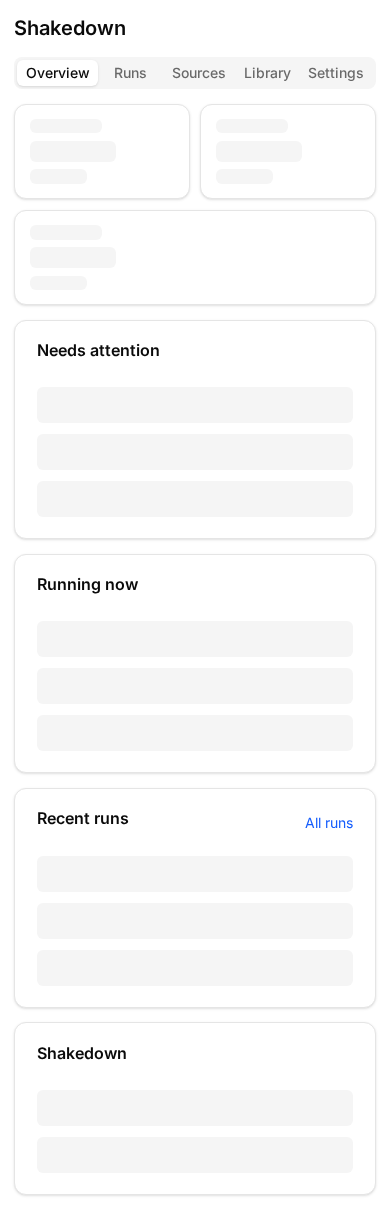 Shakedown
Overview Runs Sources Library Settings
Needs attention
Running now
Recent runs
All runs
Shakedown